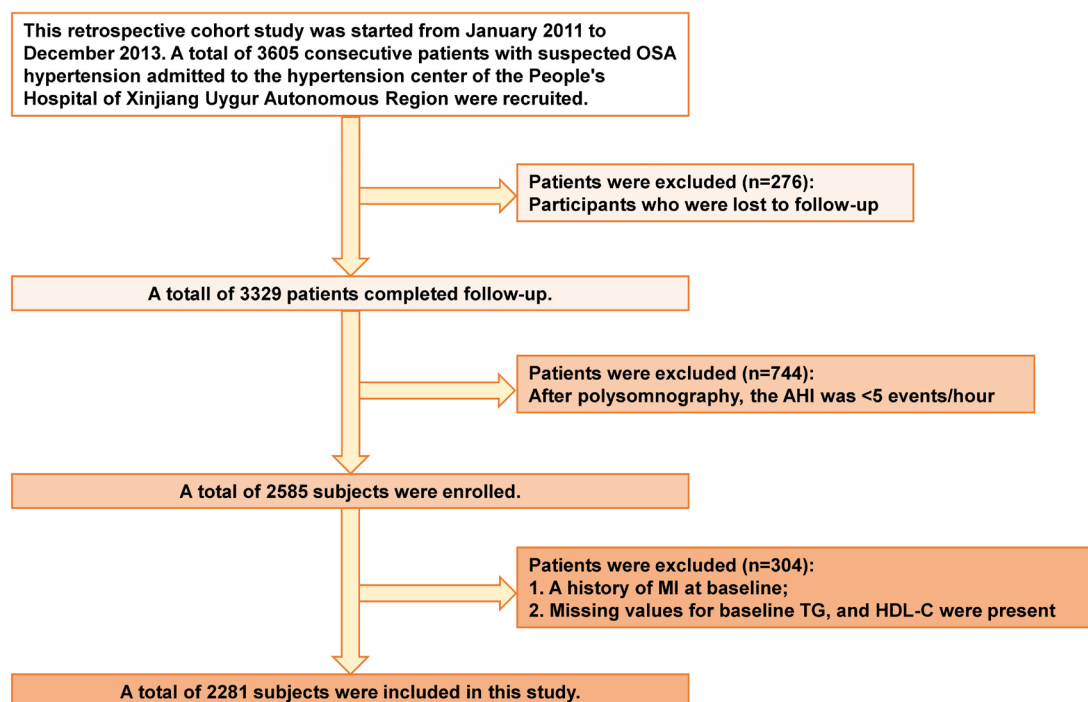 This retrospective cohort study was started from January 2011 to
December 2013. A total of 3605 consecutive patients with suspected OSA
hypertension admitted to the hypertension center of the People's
Hospital of Xinjiang Uygur Autonomous Region were recruited.
Patients were excluded (n=276):
Participants who were lost to follow-up
A totall of 3329 patients completed follow-up.
Patients were excluded (n=744):
After polysomnography, the AHI was <5 events/hour
A total of 2585 subjects were enrolled.
Patients were excluded (n=304):
1. A history of MI at baseline;
2. Missing values for baseline TG, and HDL-C were present
A total of 2281 subjects were included in this study.